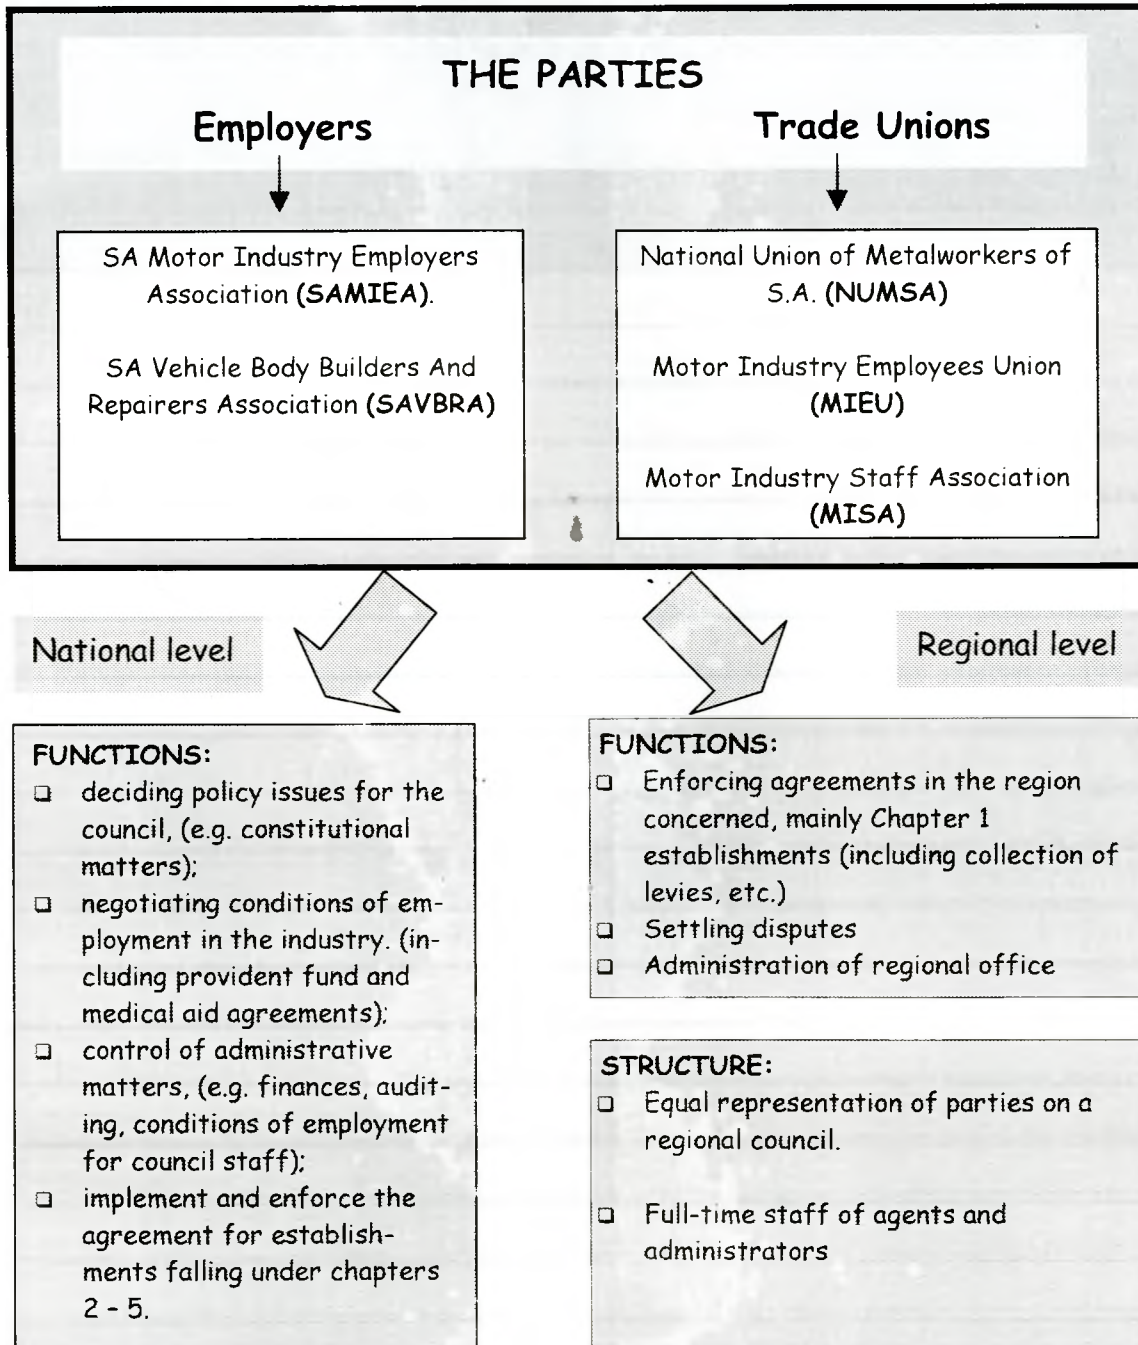 THE PARTIES
Employers
Trade Unions
SA Motor Industry Employers
Association (SAMIEA).
SA Vehicle Body Builders And
Repairers Association (SAVBRA)
National Union of Metalworkers of
S.A. (NUMSA)
Motor Industry Employees Union
(MIEU)
Motor Industry Staff Association
(MISA)
National level
FUNCTIONS:
❑ deciding policy issues for the
council, (e.g. constitutional
matters);
❑ negotiating conditions of em-
ployment in the industry. (in-
cluding provident fund and
medical aid agreements);
❑ control of administrative
matters, (e.g. finances, audit-
ing, conditions of employment
for council staff);
❑ implement and enforce the
agreement for establish-
ments falling under chapters
2 - 5.
Regional level
FUNCTIONS:
❑ Enforcing agreements in the region
concerned, mainly Chapter 1
establishments (including collection of
levies, etc.)
❑ Settling disputes
❑ Administration of regional office
STRUCTURE:
❑ Equal representation of parties on a
regional council.
❑ Full-time staff of agents and
administrators